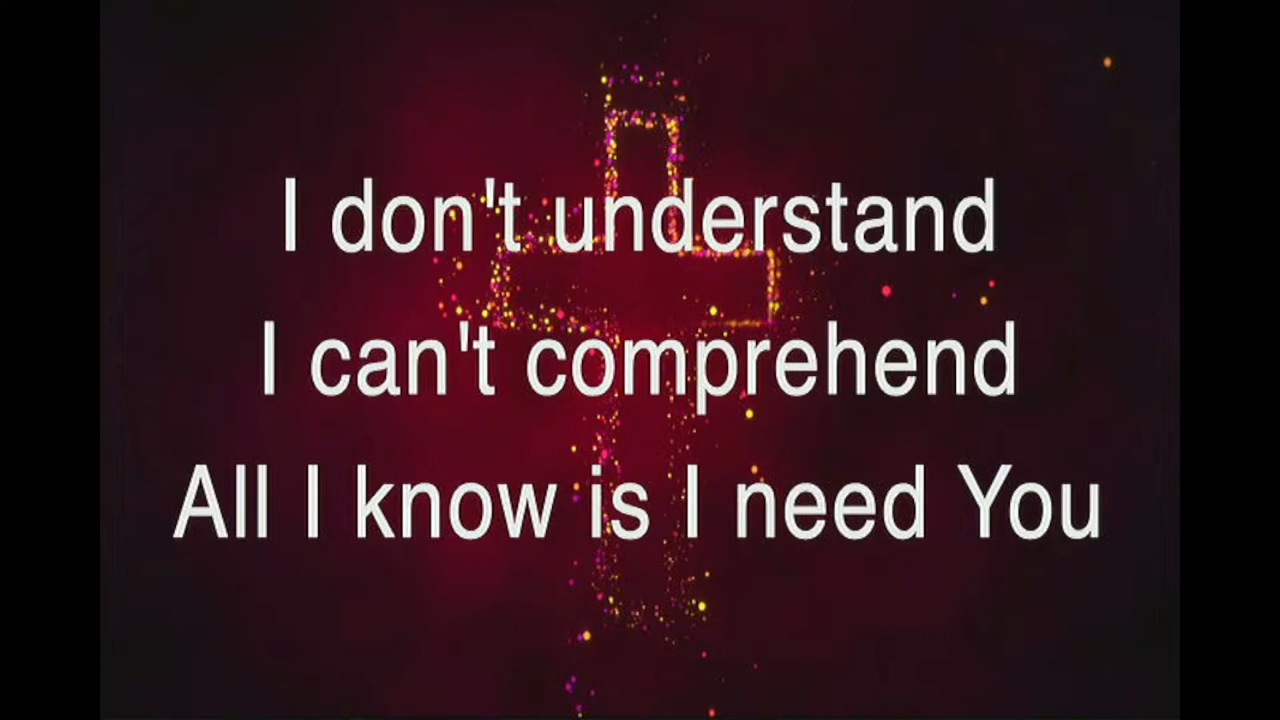 I don't understand
I can't comprehend
All I know is I need You